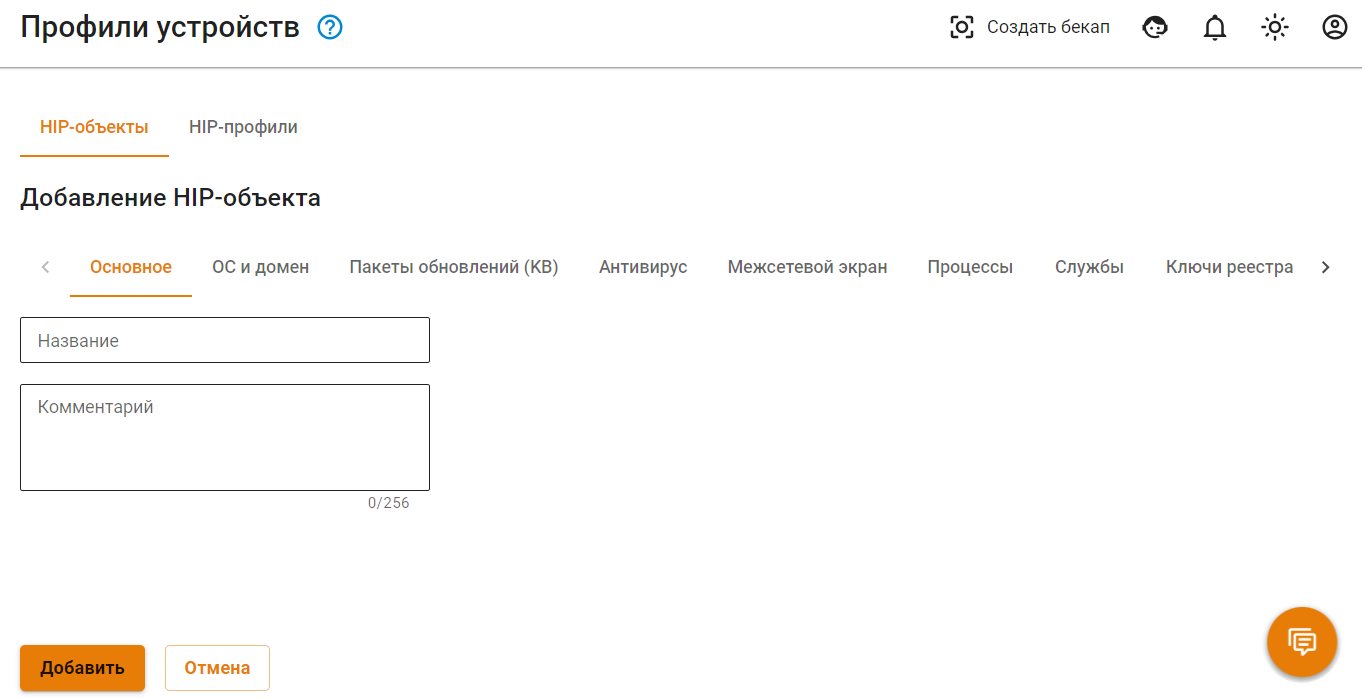 Профили устройств ?
Создать бекап
HIP-объекты HIP-профили
Добавление HIP-объекта
Основное ОС и домен Пакеты обновлений (KB) Антивирус Межсетевой экран Процессы Службы Ключи реестра
Название
Комментарий
0/256
Добавить Отмена